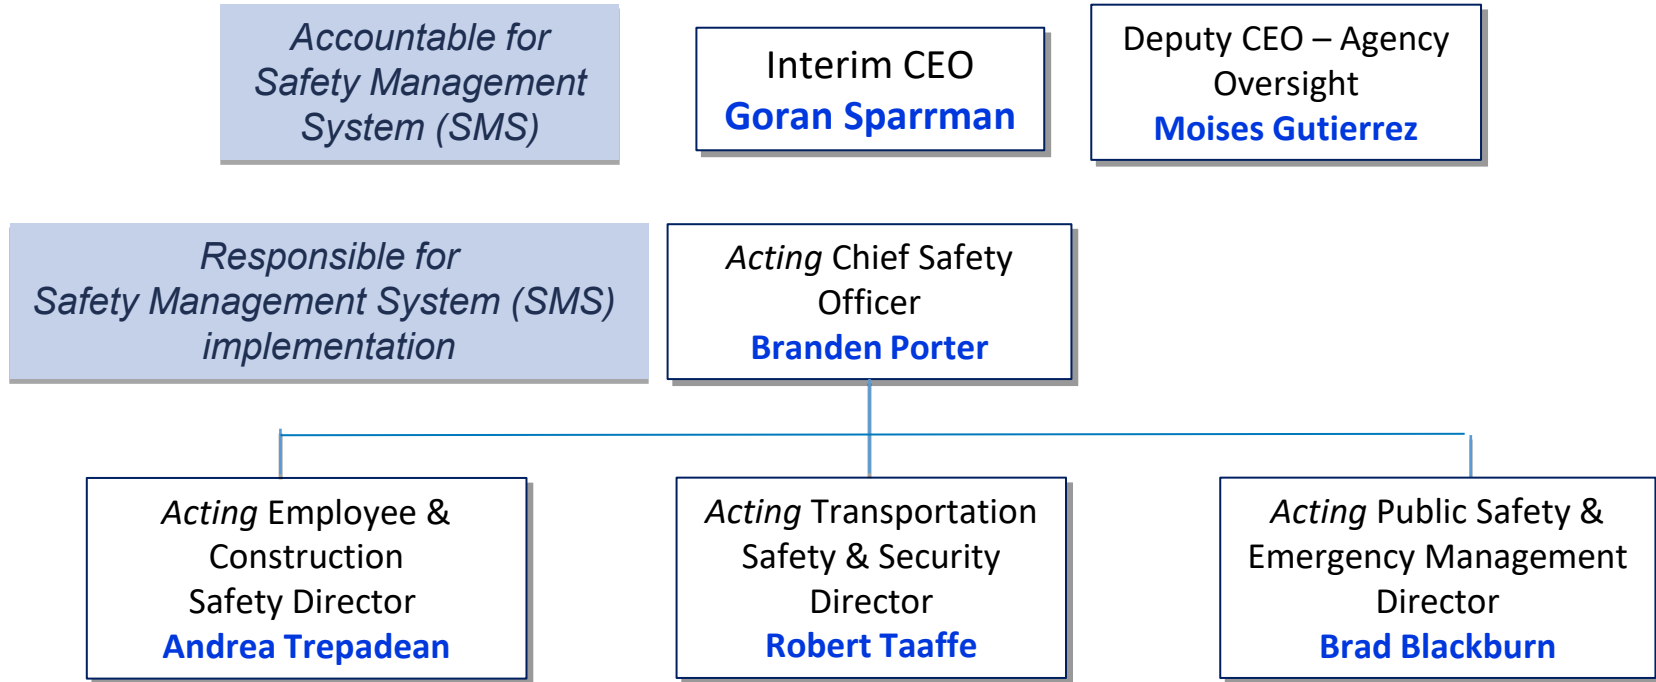 Accountable for
Safety Management
System (SMS)
Interim CEO
Goran Sparrman
Deputy CEO – Agency
Oversight
Moises Gutierrez
Responsible for
Safety Management System (SMS)
implementation
Acting Chief Safety
Officer
Branden Porter
Acting Employee &
Construction
Safety Director
Andrea Trepadean
Acting Transportation
Safety & Security
Director
Robert Taaffe
Acting Public Safety &
Emergency Management
Director
Brad Blackburn